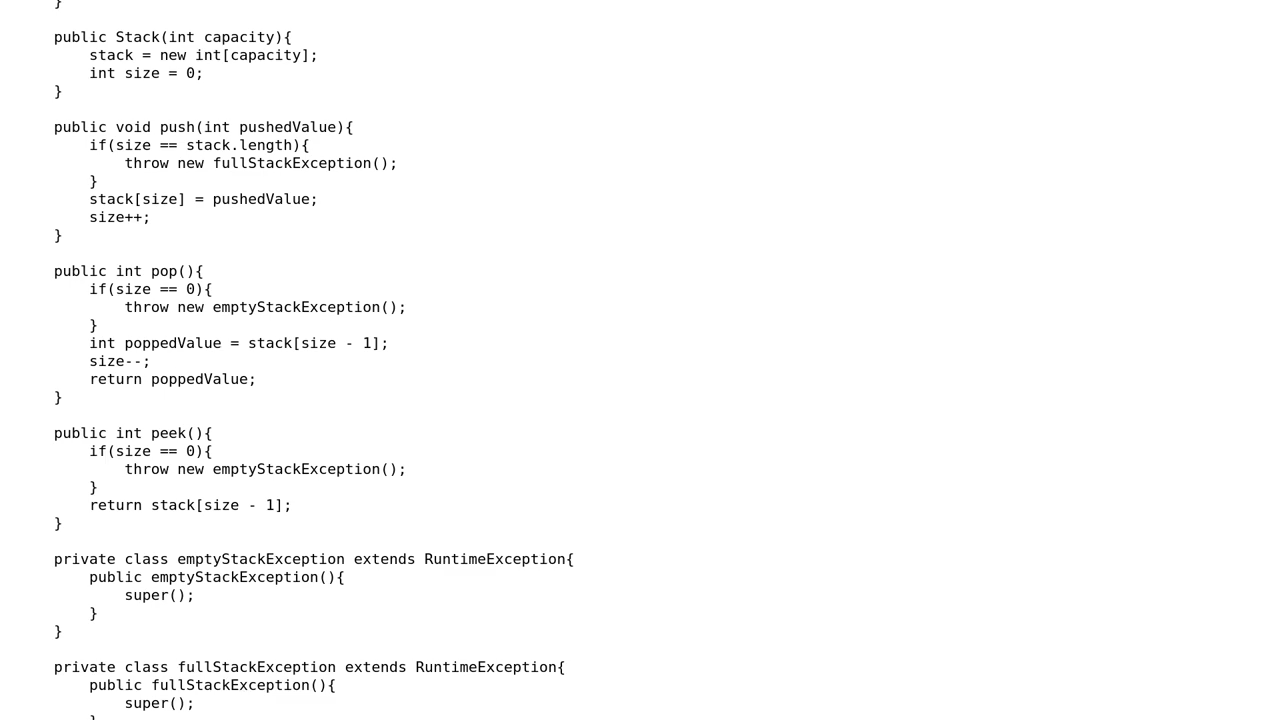 }
public Stack(int capacity){
stack = new int[capacity];
int size = 0;
}
public void push(int pushedValue){
if(size == stack.length){
throw new fullStackException();
}
stack[size] = pushedValue;
size++;
}
public int pop(){
if(size == 0){
throw new emptyStackException();
}
int poppedValue = stack[size - 1];
size--;
return poppedValue;
}
public int peek(){
if(size == 0){
throw new emptyStackException();
}
return stack[size - 1];
}
private class emptyStackException extends RuntimeException{
public emptyStackException(){
super();
}
}
private class fullStackException extends RuntimeException{
public fullStackException(){
super();
}